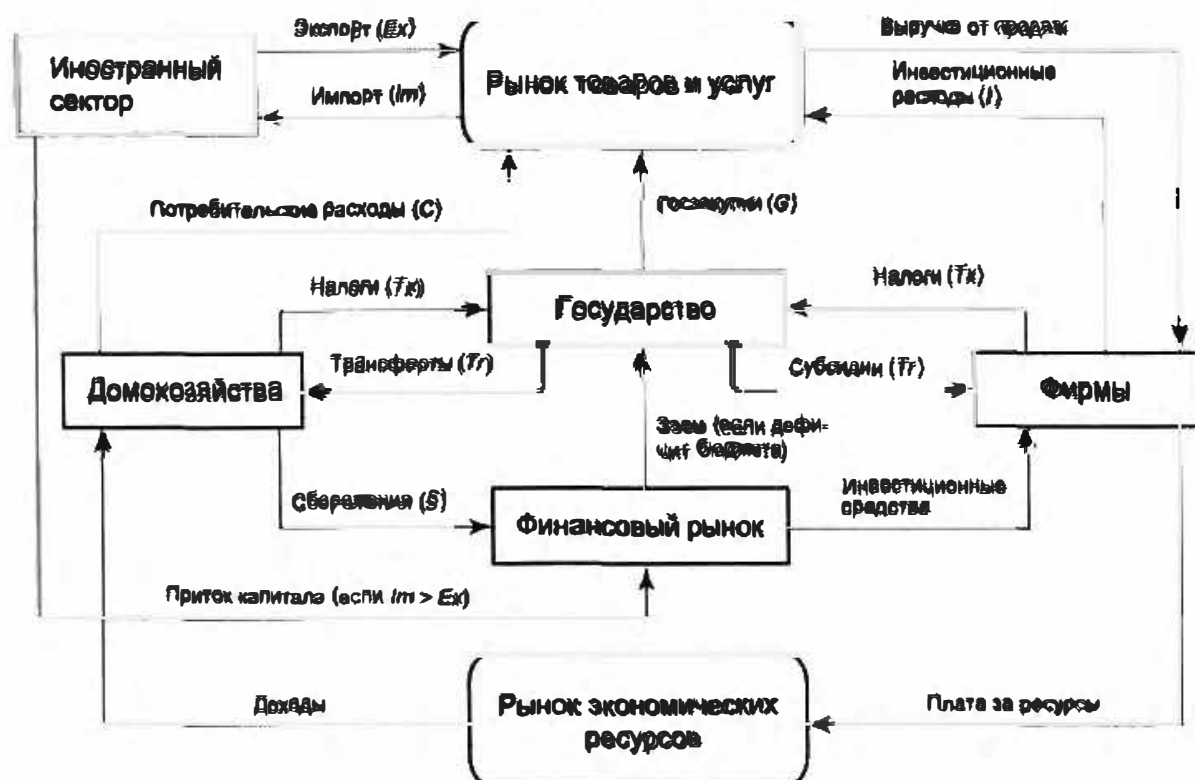 Экспорт (Ex)
Выручка от продаж
Иностранный
сектор
Рынок товаров и услуг
Инвестиционные
расходы (I)
Импорт (Im)
Потребительские расходы (C)
Госзакупки (G)
Налоги (Tx)
Государство
Налоги (Tx)
Трансферты (Tr)
Субсидии (Tr)
Домохозяйства
Фирмы
Заем (если дефи-
цит бюджета)
Сбережения (S)
Финансовый рынок
Инвестиционные
средства
Приток капитала (если Im > Ex)
Доходы
Рынок экономических
ресурсов
Плата за ресурсы